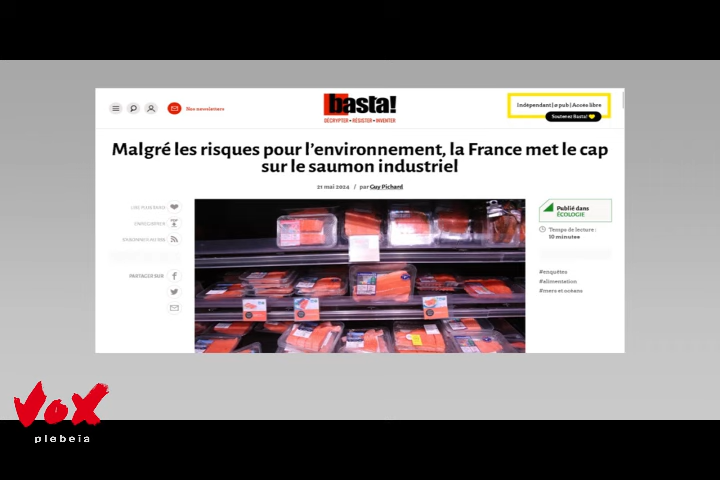 Nos newsletters
basta!
DÉCRYPTER • RÉSISTER • INVENTER
Indépendant | 0 pub | Accès libre
Soutenez Basta!
Malgré les risques pour l'environnement, la France met le cap
sur le saumon industriel
21 mai 2024 / par Guy Pichard
Publié dans
ÉCOLOGIE
Temps de lecture :
10 minutes
PARTAGER SUR
#enquêtes
#alimentation
#mers et océans
VoX
plebeïa